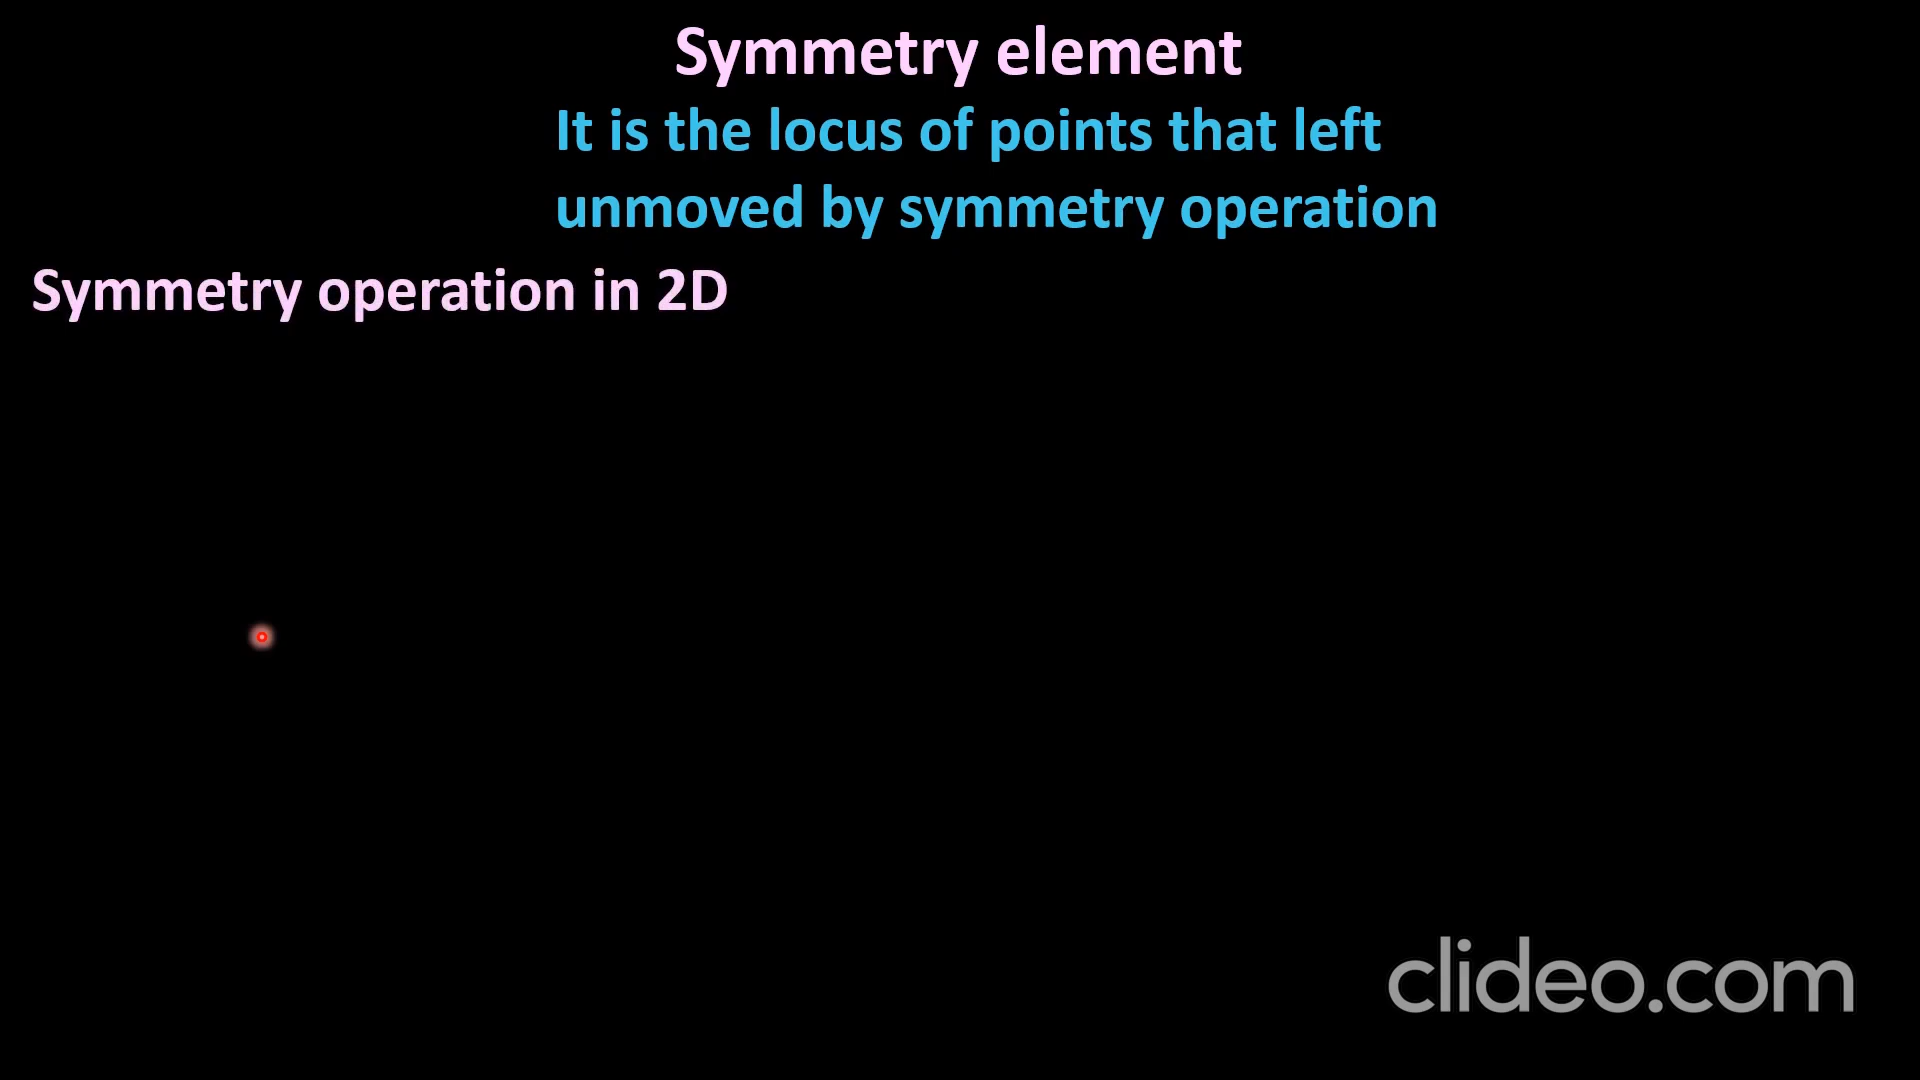 Symmetry element
It is the locus of points that left
unmoved by symmetry operation
Symmetry operation in 2D
clideo.com